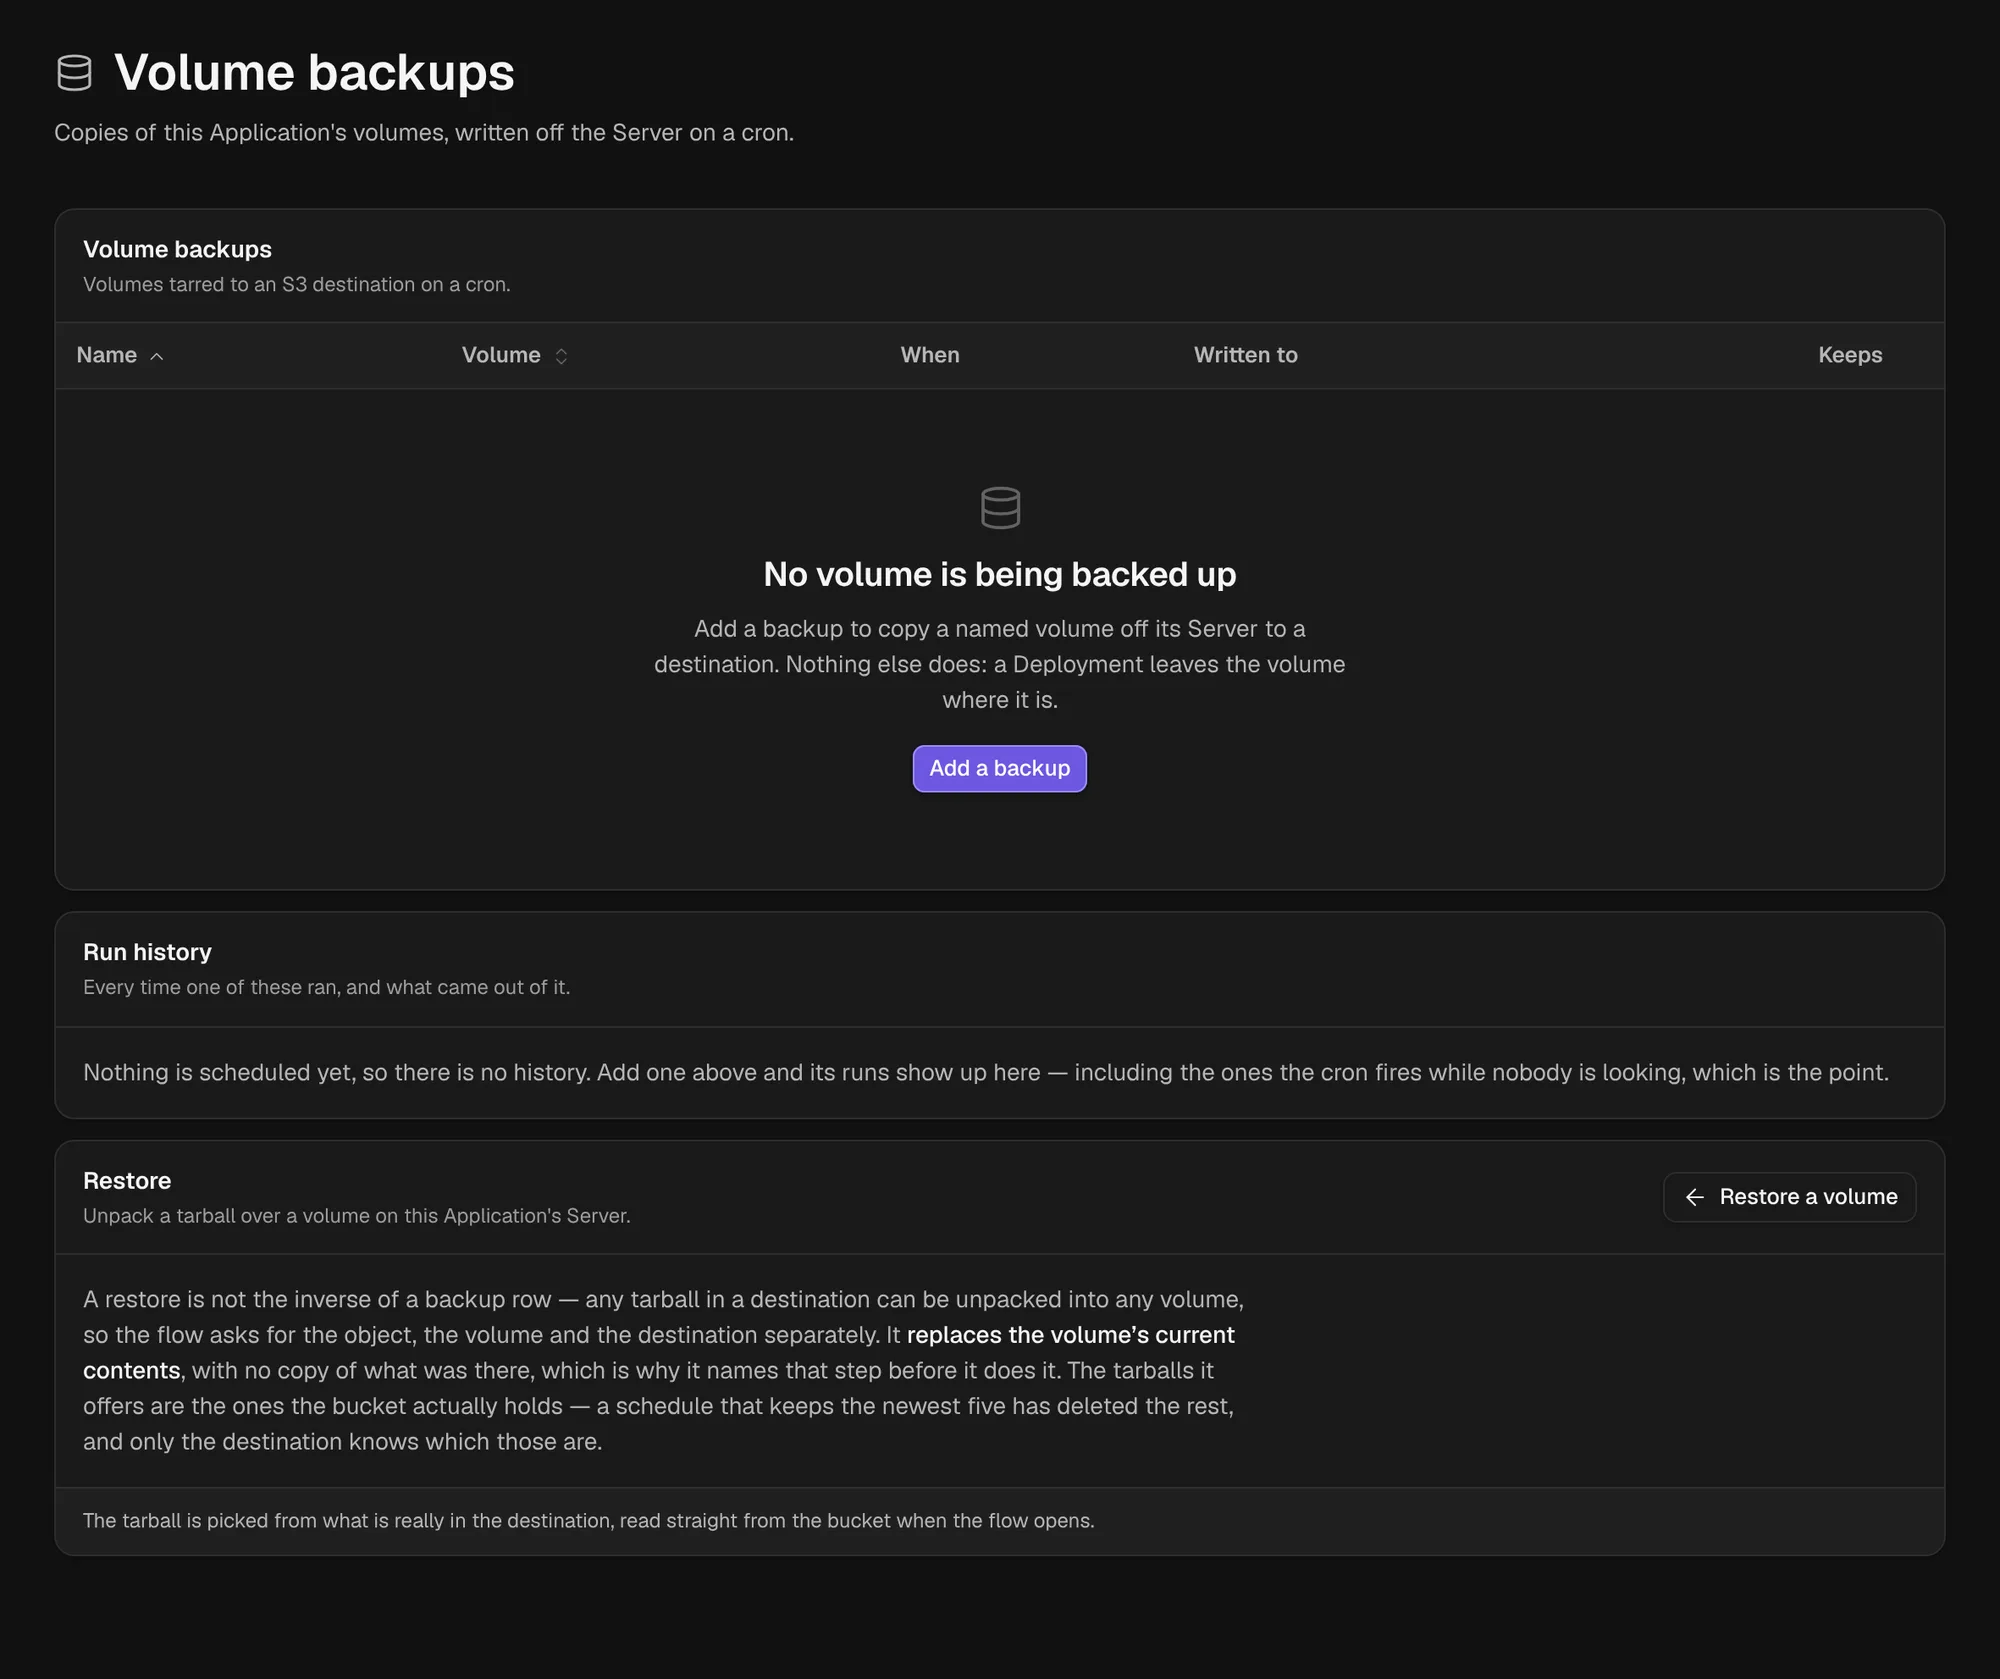 Volume backups
Copies of this Application's volumes, written off the Server on a cron.
Volume backups
Volumes tarred to an S3 destination on a cron.
Name Volume When Written to Keeps
No volume is being backed up
Add a backup to copy a named volume off its Server to a
destination. Nothing else does: a Deployment leaves the volume
where it is.
Add a backup
Run history
Every time one of these ran, and what came out of it.
Nothing is scheduled yet, so there is no history. Add one above and its runs show up here — including the ones the cron fires while nobody is looking, which is the point.
Restore
Unpack a tarball over a volume on this Application's Server.
Restore a volume
A restore is not the inverse of a backup row — any tarball in a destination can be unpacked into any volume,
so the flow asks for the object, the volume and the destination separately. It replaces the volume’s current
contents, with no copy of what was there, which is why it names that step before it does it. The tarballs it
offers are the ones the bucket actually holds — a schedule that keeps the newest five has deleted the rest,
and only the destination knows which those are.
The tarball is picked from what is really in the destination, read straight from the bucket when the flow opens.